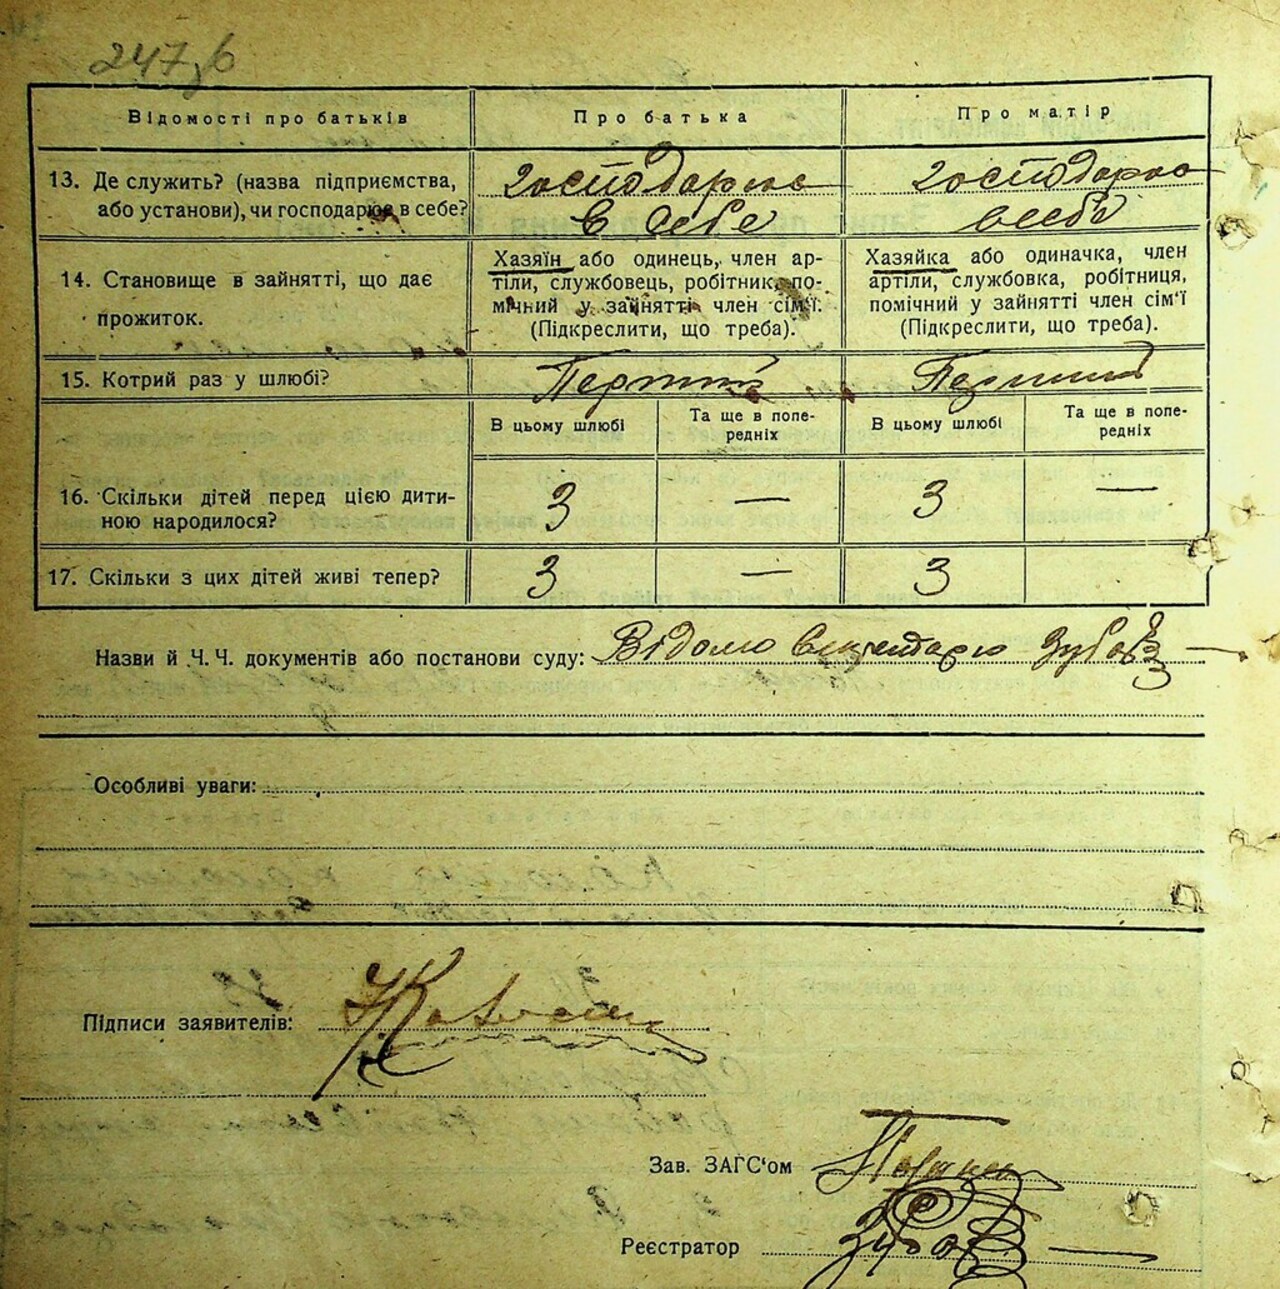 247зв
Відомості про батьків
Про батька
Про матір
13. Де служить? (назва підприємства,
або установи), чи господарює в себе?
господарює
в себе
господарює
в себе
14. Становище в зайнятті, що дає
прожиток.
Хазяїн або одинець, член ар-
тіли, службовець, робітник, по-
мічний у зайнятті член сім'ї.
(Підкреслити, що треба).
Хазяйка або одиначка, член
артіли, службовка, робітниця,
помічний у зайнятті член сім'ї
(Підкреслити, що треба).
15. Котрий раз у шлюбі?
Перший
Перший
В цьому шлюбі
Та ще в попе-
редніх
В цьому шлюбі
Та ще в попе-
редніх
16. Скільки дітей перед цією дити-
ною народилося?
3 — 3 —
17. Скільки з цих дітей живі тепер?
3 — 3 —
Назви й Ч. Ч. документів або постанови суду: Відомо секретарю
Особливі уваги:
Підписи заявителів:
Зав. ЗАГС'ом
Реєстратор